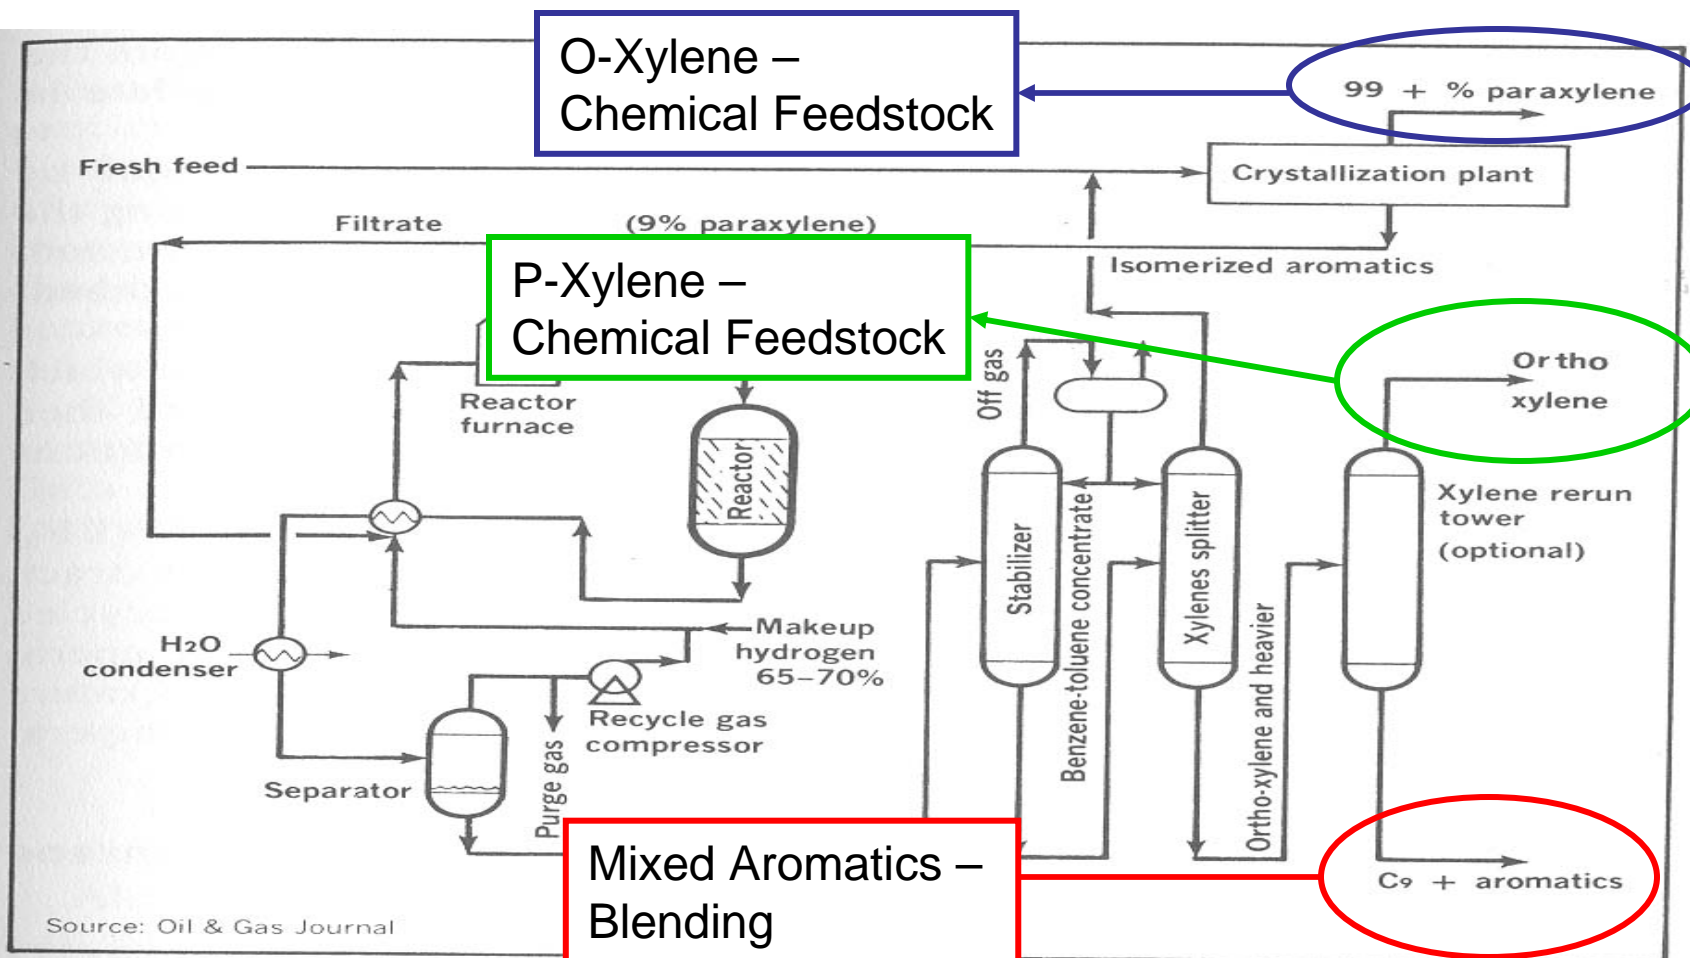 O-Xylene –
Chemical Feedstock
99 + % paraxylene
Fresh feed
Crystallization plant
Filtrate
(9% paraxylene)
Isomerized aromatics
P-Xylene –
Chemical Feedstock
Reactor
furnace
Reactor
Off gas
Ortho
xylene
Stabilizer
Benzene-toluene concentrate
Xylenes splitter
Ortho-xylene and heavier
Xylene rerun
tower
(optional)
H2O
condenser
Makeup
hydrogen
65–70%
Recycle gas
compressor
Purge gas
Separator
Mixed Aromatics –
Blending
C9 + aromatics
Source: Oil & Gas Journal